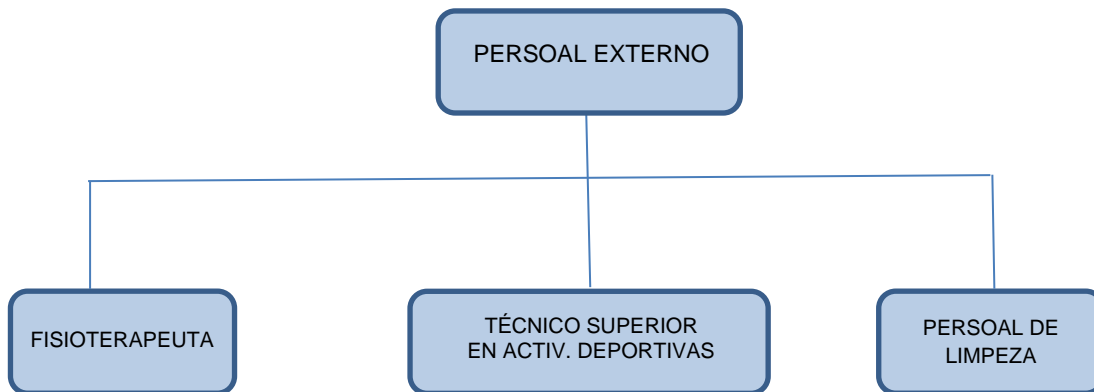 PERSOAL EXTERNO
FISIOTERAPEUTA
TÉCNICO SUPERIOR
EN ACTIV. DEPORTIVAS
PERSOAL DE
LIMPEZA